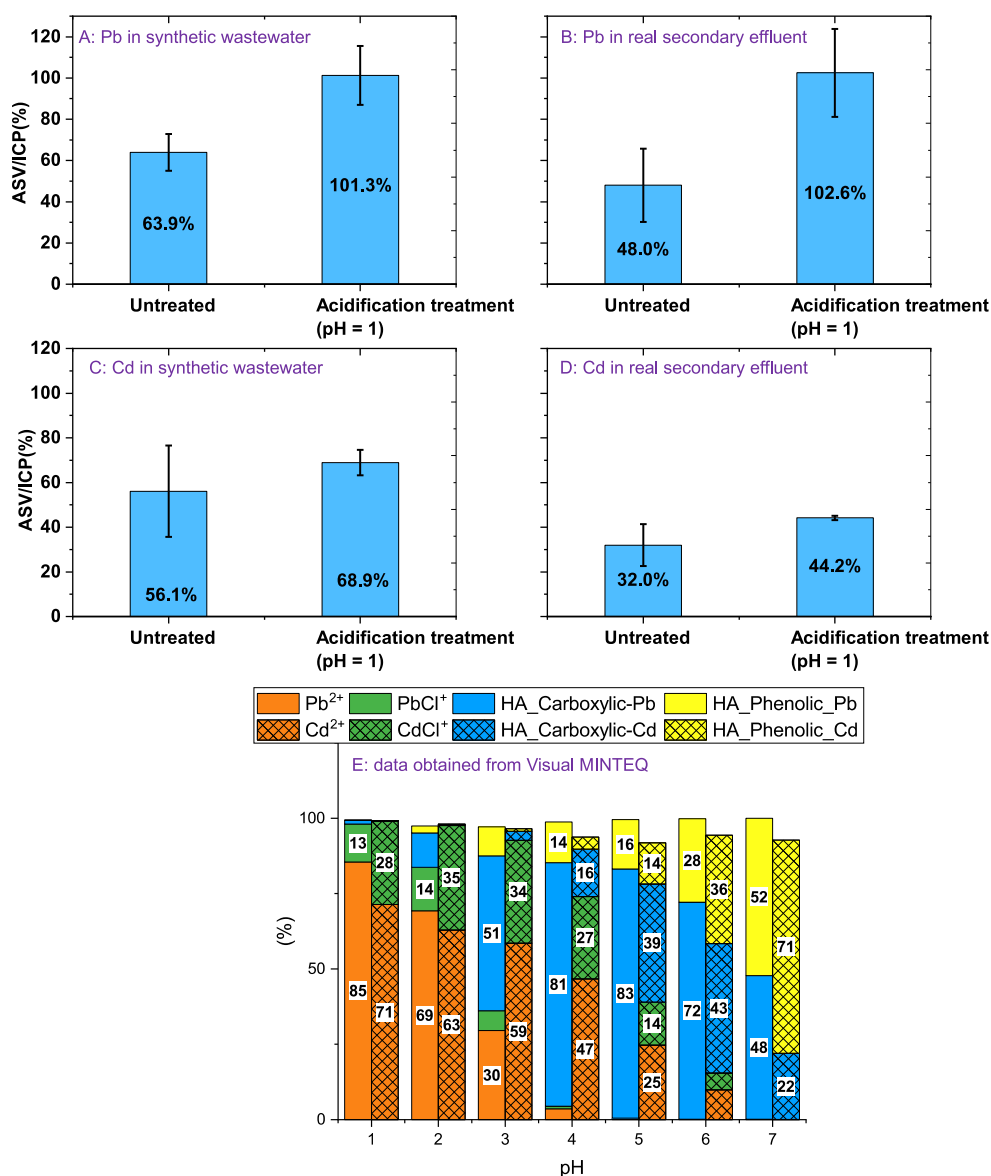 A: Pb in synthetic wastewater
ASV/ICP(%)
120
100
80
60
40
20
0
63.9%
101.3%
Untreated
Acidification treatment
(pH = 1)
B: Pb in real secondary effluent
48.0%
102.6%
Untreated
Acidification treatment
(pH = 1)
C: Cd in synthetic wastewater
ASV/ICP(%)
120
100
80
60
40
20
0
56.1%
68.9%
Untreated
Acidification treatment
(pH = 1)
D: Cd in real secondary effluent
32.0%
44.2%
Untreated
Acidification treatment
(pH = 1)
Pb²⁺ PbCl⁺ HA_Carboxylic-Pb HA_Phenolic_Pb
Cd²⁺ CdCl⁺ HA_Carboxylic-Cd HA_Phenolic_Cd
E: data obtained from Visual MINTEQ
(%)
100
50
0
13
85
28
71
14
69
35
63
51
30
34
59
14
81
16
27
47
16
83
14
39
14
25
28
72
36
43
52
48
71
22
1 2 3 4 5 6 7
pH